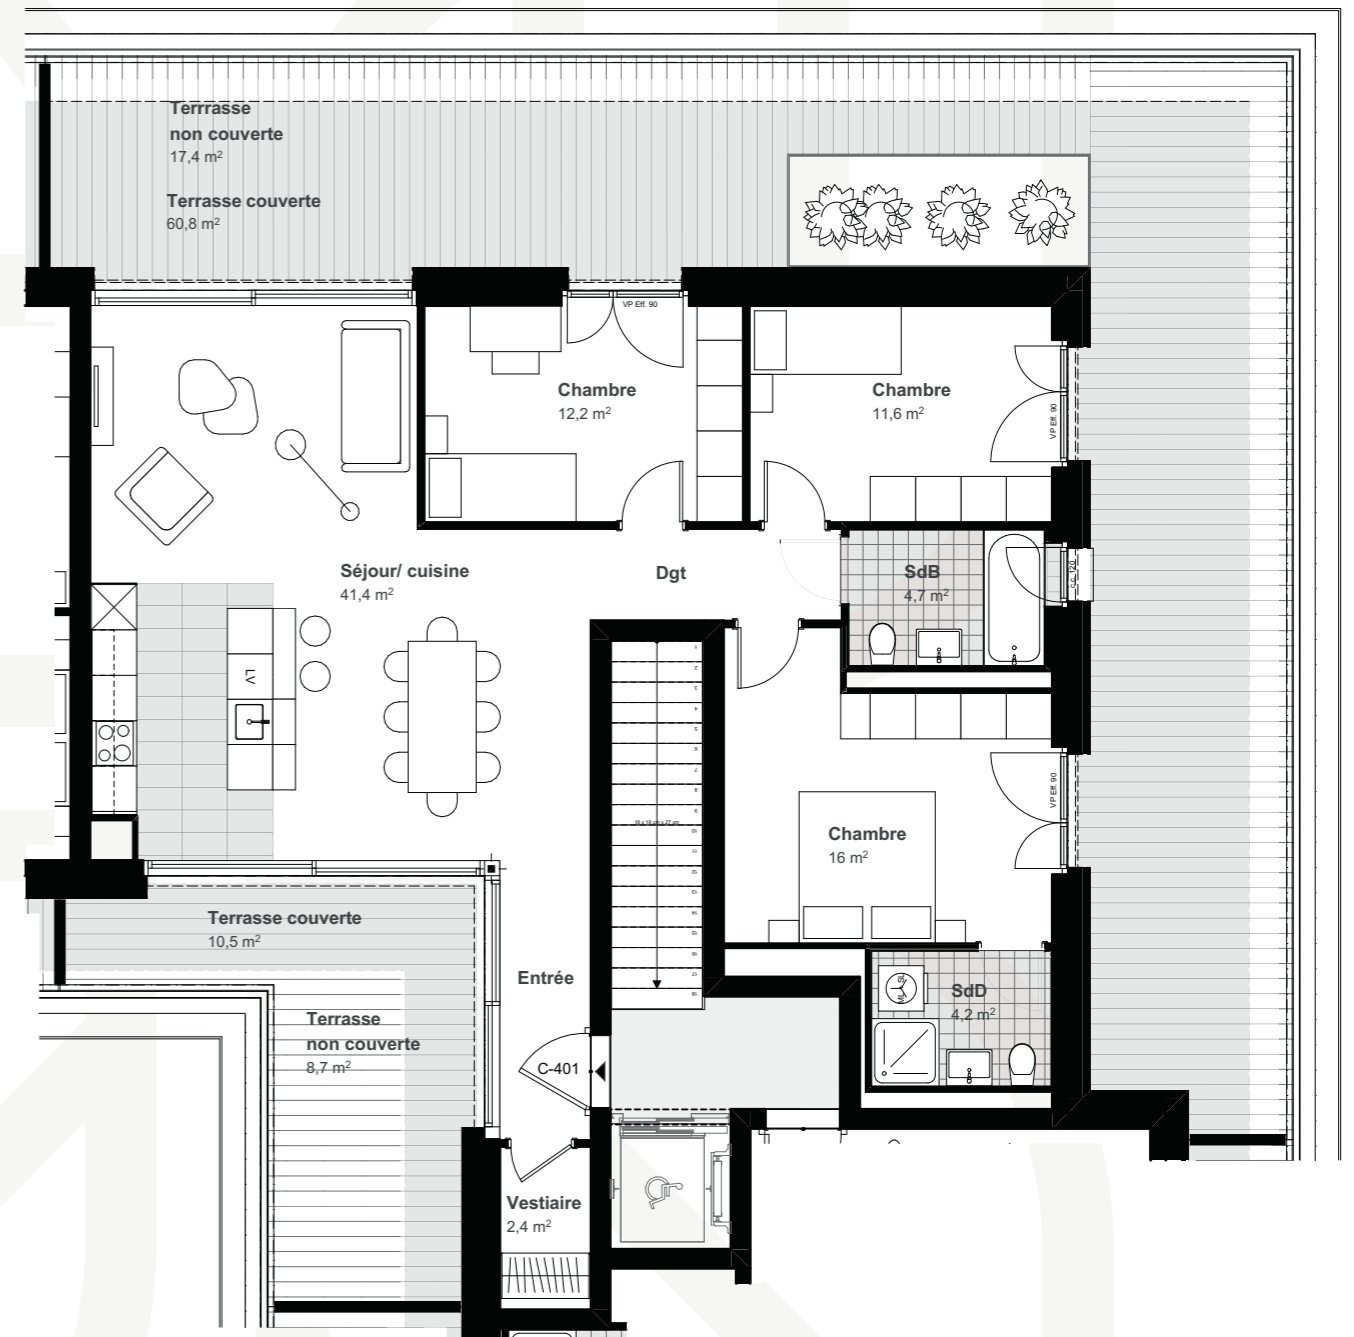 Terrrasse
non couverte
17,4 m²
Terrasse couverte
60,8 m²
VP Eff. 90
Chambre
12,2 m²
Chambre
11,6 m²
VP Eff. 90
Séjour/ cuisine
41,4 m²
Dgt
SdB
4,7 m²
LV
VP Eff. 90
Chambre
16 m²
Terrasse couverte
10,5 m²
Entrée
SdD
4,2 m²
Terrasse
non couverte
8,7 m²
C-401
Vestiaire
2,4 m²